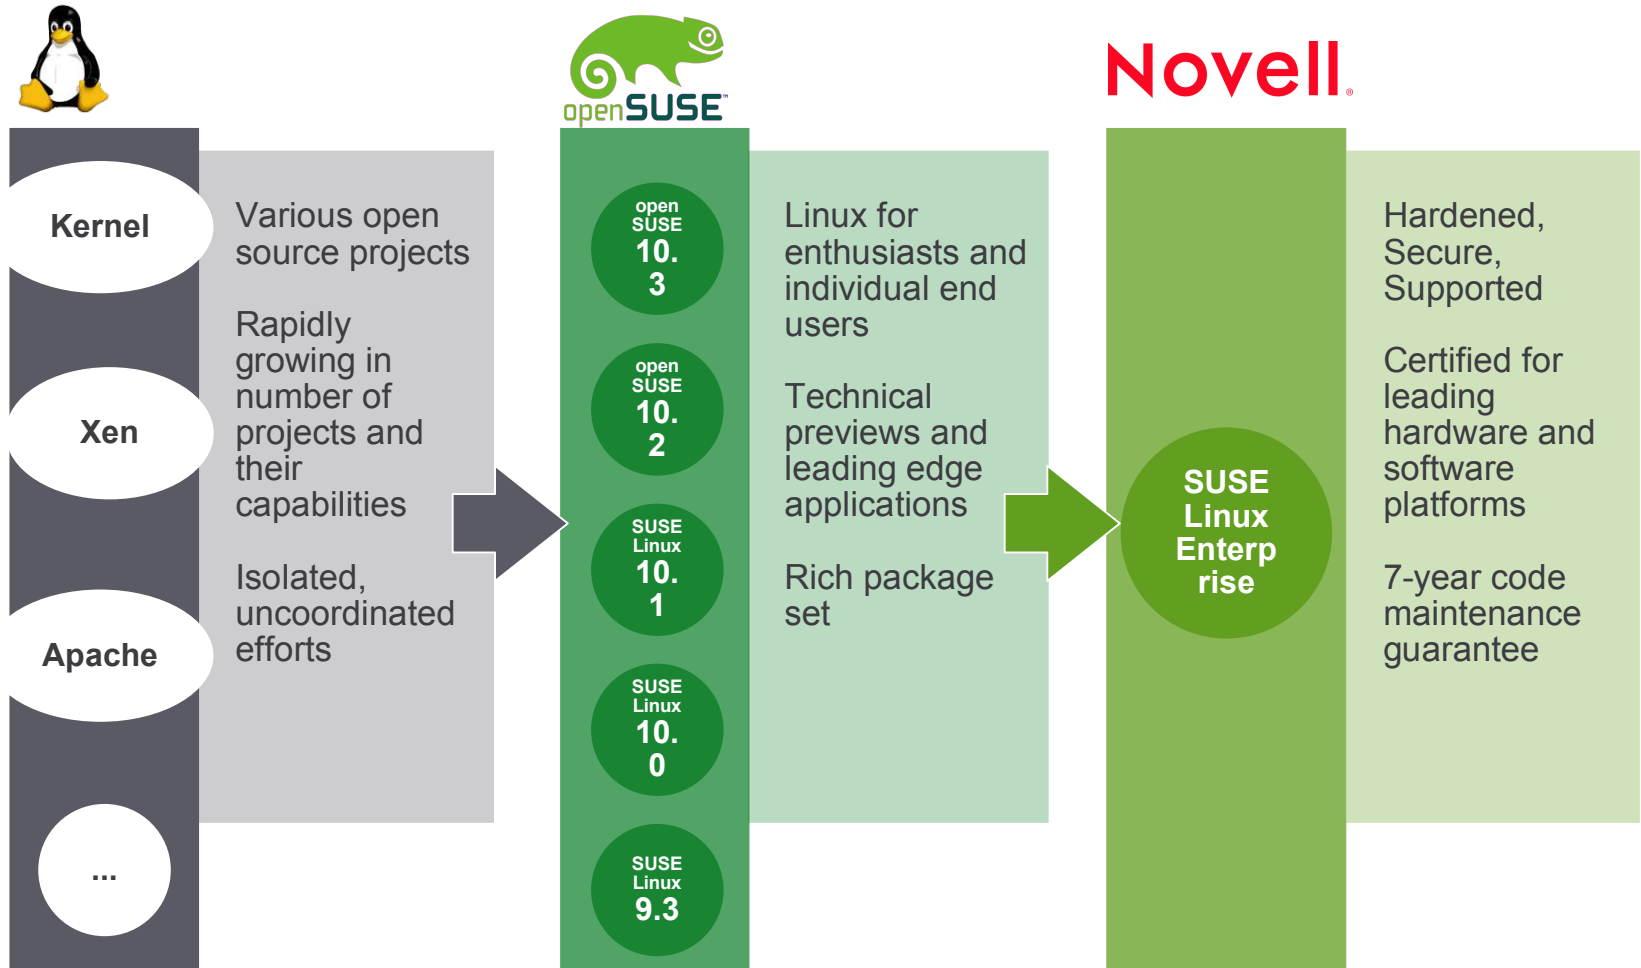 openSUSE™
Novell®
Kernel
Xen
Apache
...
Various open
source projects
Rapidly
growing in
number of
projects and
their
capabilities
Isolated,
uncoordinated
efforts
open
SUSE
10.
3
open
SUSE
10.
2
SUSE
Linux
10.
1
SUSE
Linux
10.
0
SUSE
Linux
9.3
Linux for
enthusiasts and
individual end
users
Technical
previews and
leading edge
applications
Rich package
set
SUSE
Linux
Enterp
rise
Hardened,
Secure,
Supported
Certified for
leading
hardware and
software
platforms
7-year code
maintenance
guarantee